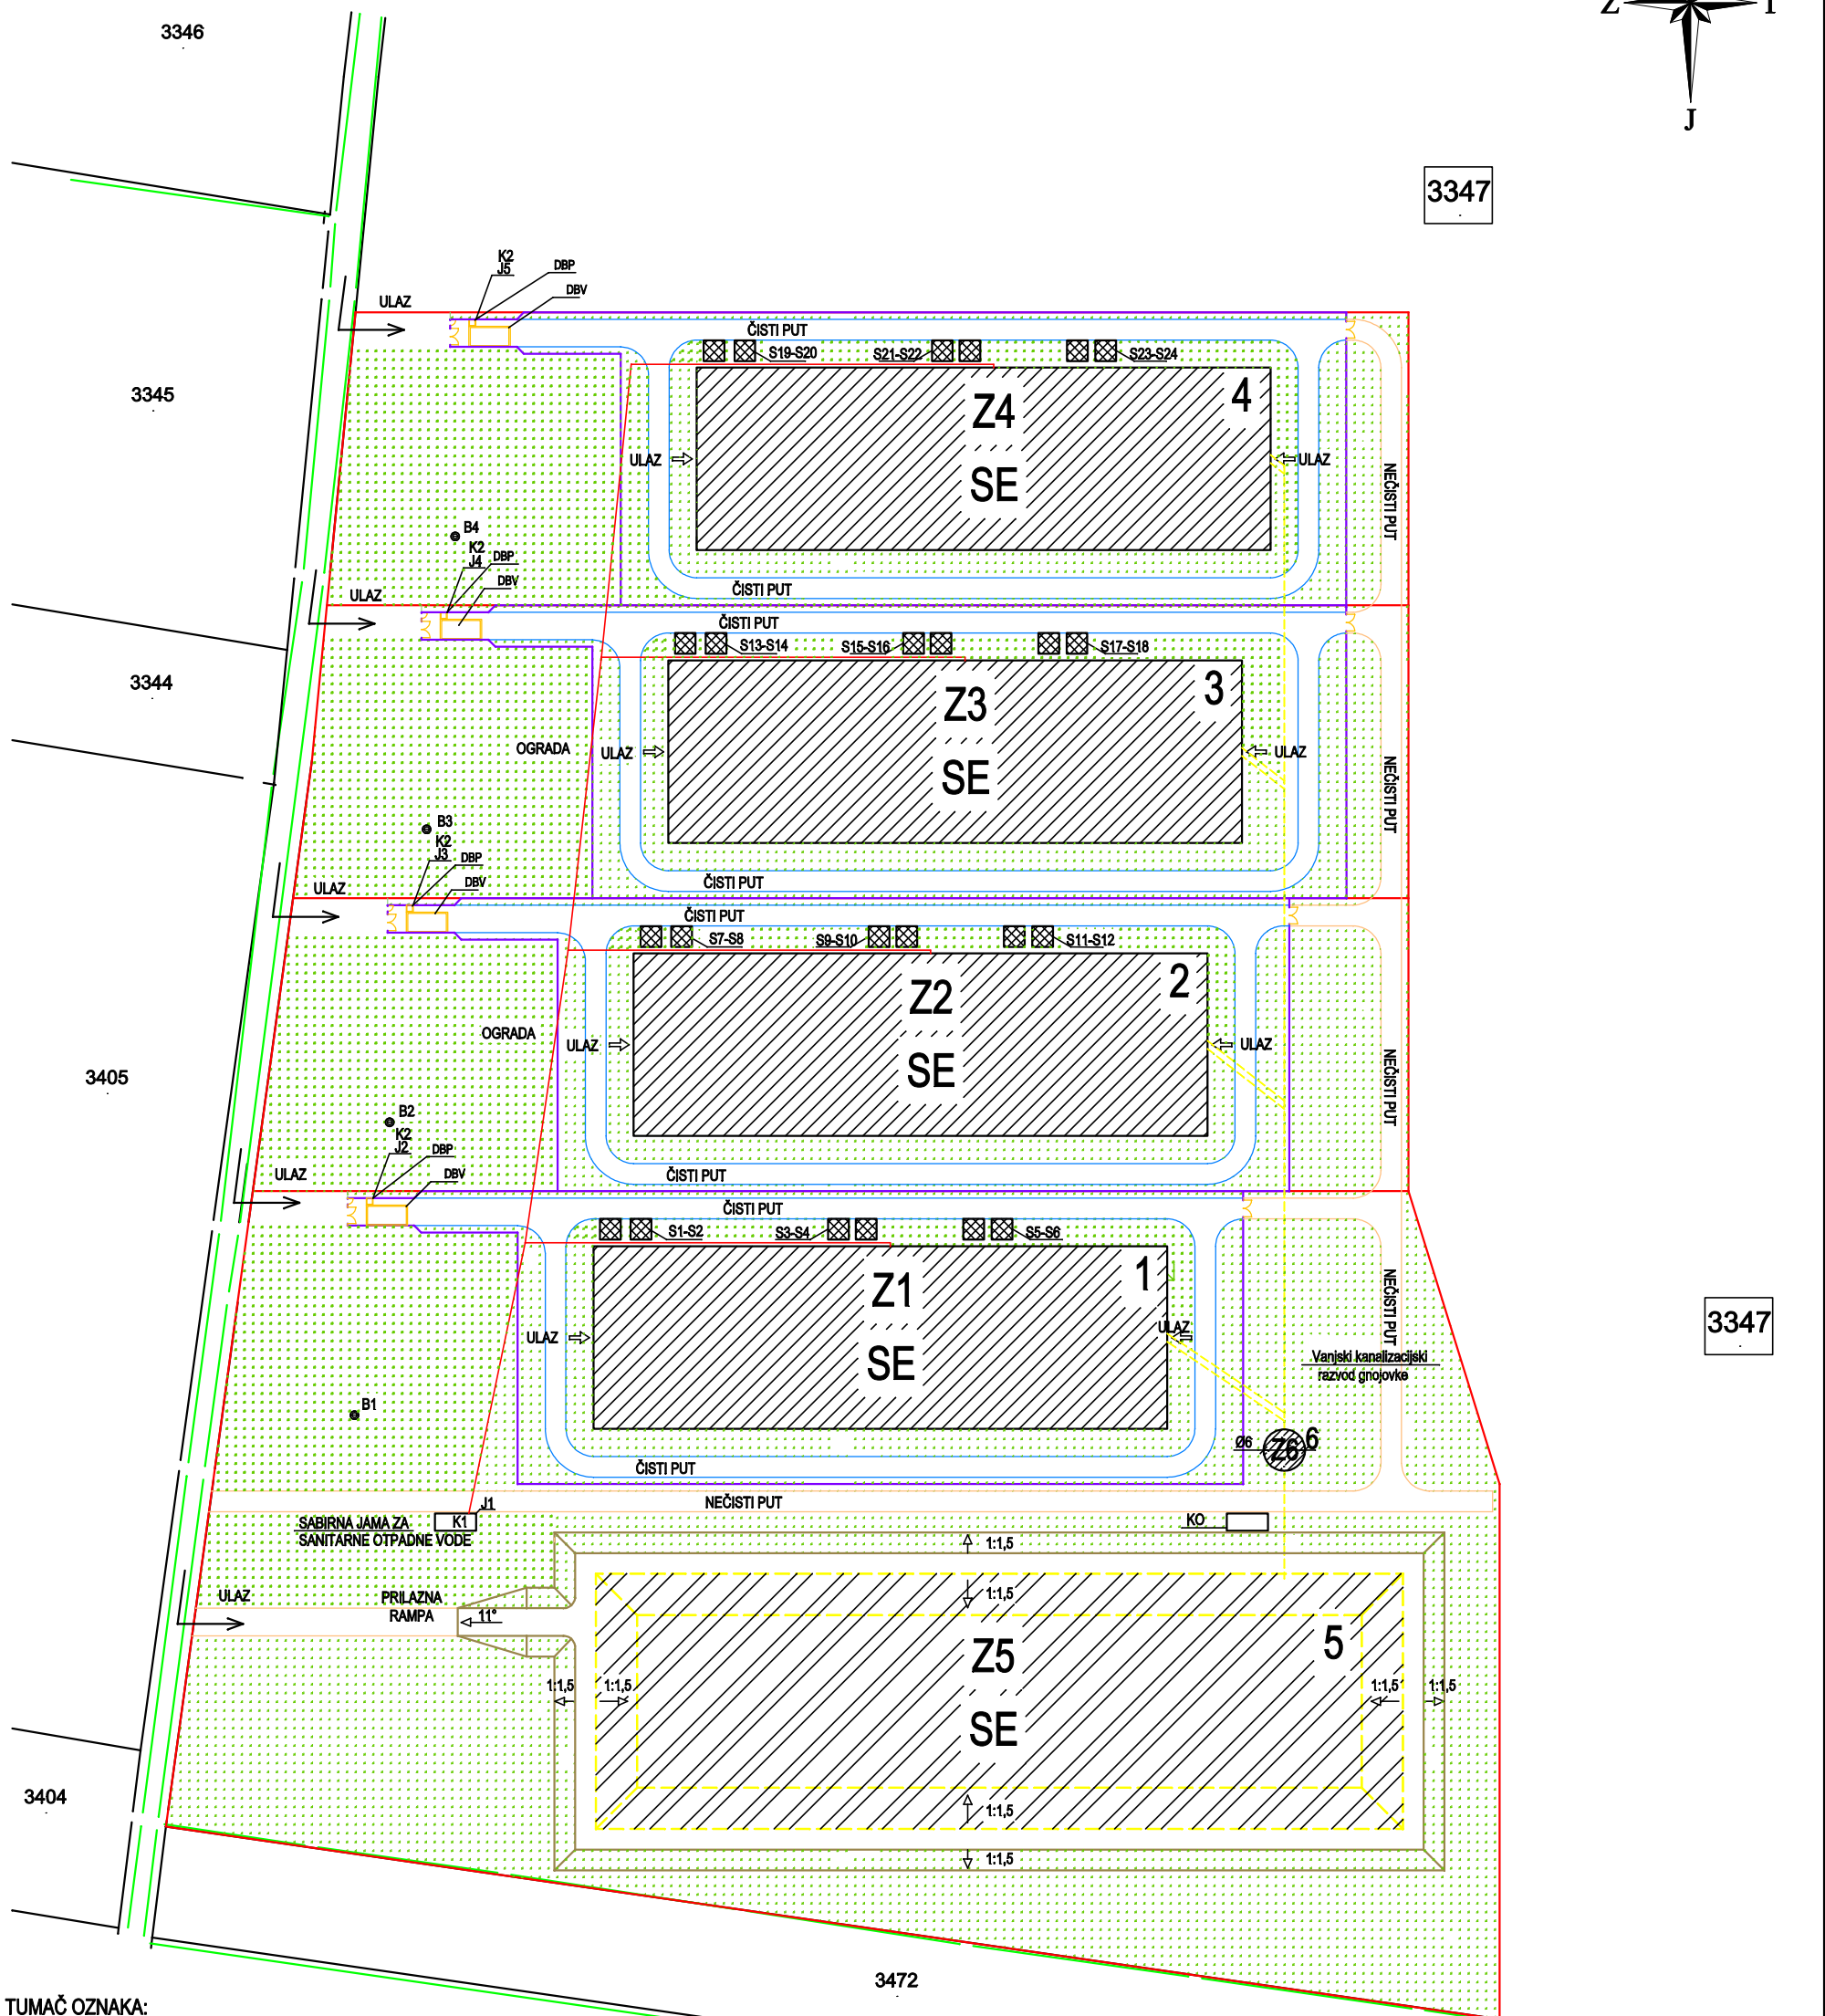 Z
I
J
3346
3347
K2
J5
DBP
DBV
ULAZ
ČISTI PUT
S19-S20
S21-S22
S23-S24
3345
Z4
4
SE
ULAZ
ULAZ
NEČISTI PUT
B4
K2
J4
DBP
DBV
ČISTI PUT
ULAZ
ČISTI PUT
S13-S14
S15-S16
S17-S18
3344
Z3
3
SE
OGRADA
ULAZ
ULAZ
NEČISTI PUT
B3
K2
J3
DBP
DBV
ČISTI PUT
ULAZ
ČISTI PUT
S7-S8
S9-S10
S11-S12
Z2
2
SE
OGRADA
ULAZ
ULAZ
3405
NEČISTI PUT
B2
K2
J2
DBP
DBV
ULAZ
ČISTI PUT
ČISTI PUT
S1-S2
S3-S4
S5-S6
Z1
1
SE
ULAZ
ULAZ
NEČISTI PUT
3347
Vanjski kanalizacijski
razvod gnojovke
B1
Ø6
Z6
6
ČISTI PUT
NEČISTI PUT
J1
K1
SABIRNA JAMA ZA
SANITARNE OTPADNE VODE
KO
1:1,5
1:1,5
ULAZ
PRILAZNA
RAMPA
11°
Z5
5
SE
1:1,5
1:1,5
1:1,5
1:1,5
3404
1:1,5
1:1,5
3472
TUMAČ OZNAKA: